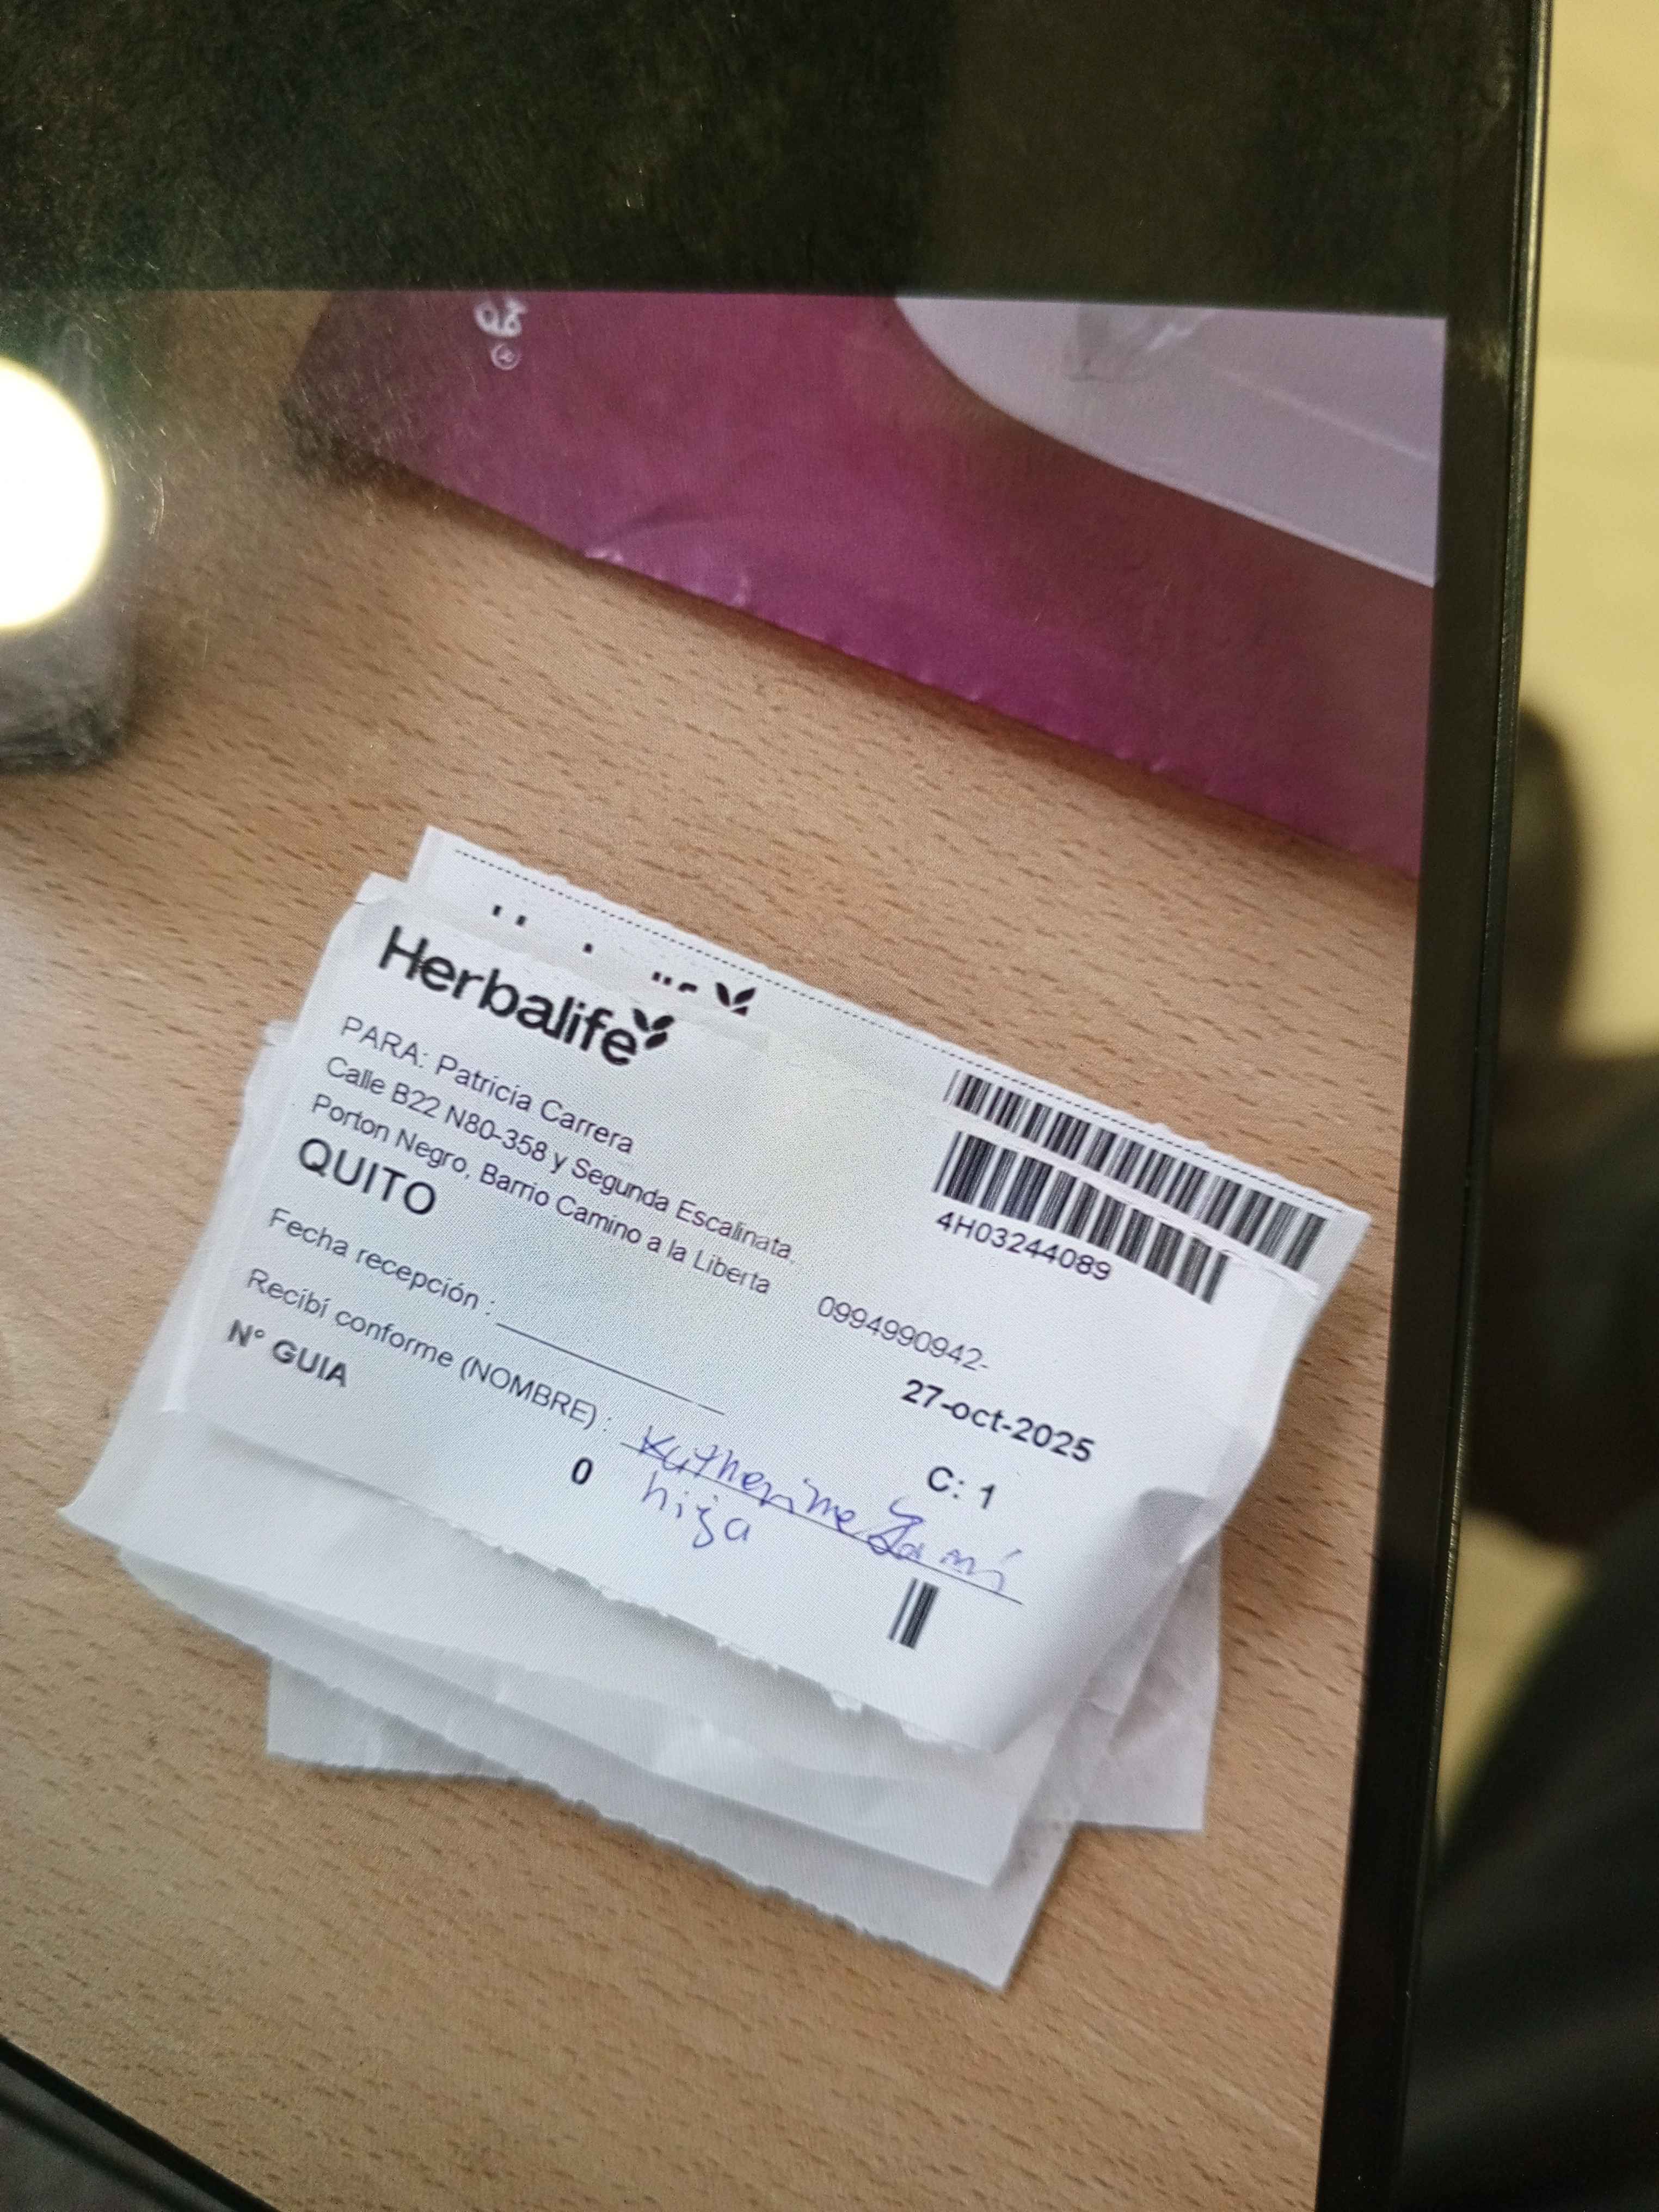 Herbalife
PARA: Patricia Carrera
Calle B22 N80-358 y Segunda Escalinata,
Porton Negro, Barrio Camino a la Liberta
QUITO
4H03244089
0994990942-
Fecha recepción :
27-oct-2025
Recibí conforme (NOMBRE) : Katherine
C: 1
hija
N° GUIA
0